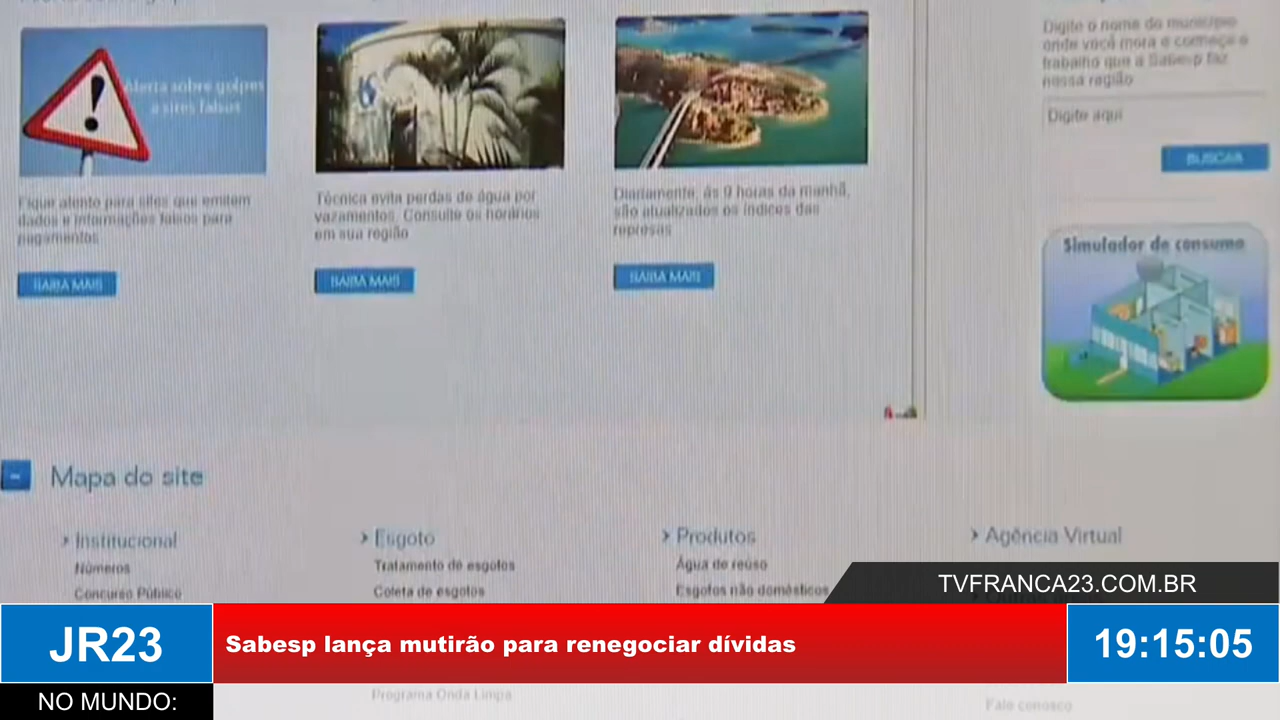 Alerta sobre golpes
e sites falsos
Fique atento para sites que emitem
dados e informações falsos para
pagamentos
SAIBA MAIS
Técnica evita perdas de água por
vazamentos. Consulte os horários
em sua região
SAIBA MAIS
Diariamente, às 9 horas da manhã,
são atualizados os índices das
represas
SAIBA MAIS
Digite o nome do município
onde você mora e conheça o
trabalho que a Sabesp faz
nessa região
Digite aqui
BUSCAR
Simulador de consumo
Mapa do site
Institucional
Números
Concurso Público
Esgoto
Tratamento de esgotos
Coleta de esgotos
Programa Onda Limpa
Produtos
Água de reúso
Esgotos não domésticos
Agência Virtual
Fale conosco
TVFRANCA23.COM.BR
JR23
Sabesp lança mutirão para renegociar dívidas
19:15:05
NO MUNDO: